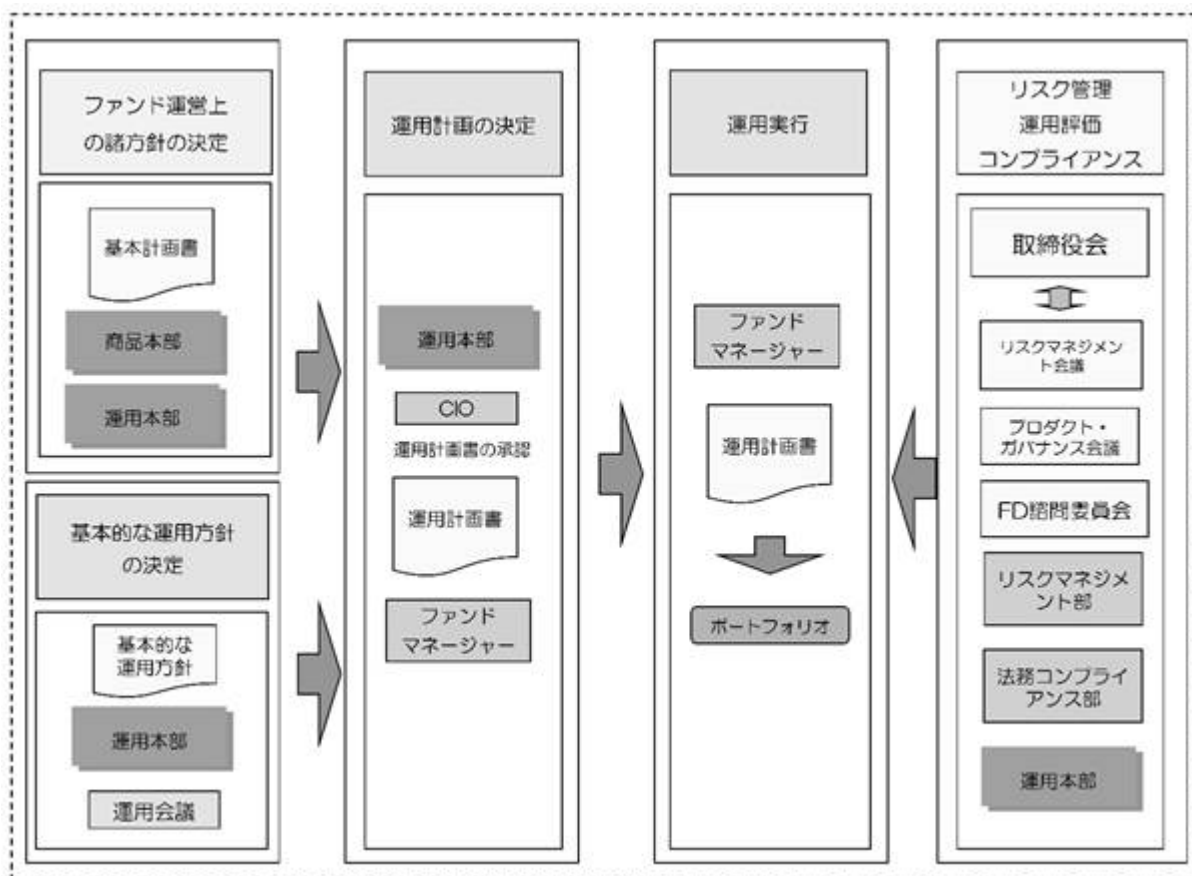 ファンド運営上
の諸方針の決定
基本計画書
商品本部
運用本部
基本的な運用方針
の決定
基本的な
運用方針
運用本部
運用会議
運用計画の決定
運用本部
CIO
運用計画書の承認
運用計画書
ファンド
マネージャー
運用実行
ファンド
マネージャー
運用計画書
ポートフォリオ
リスク管理
運用評価
コンプライアンス
取締役会
リスクマネジメン
ト会議
プロダクト・
ガバナンス会議
FD諮問委員会
リスクマネジメ
ント部
法務コンプライ
アンス部
運用本部